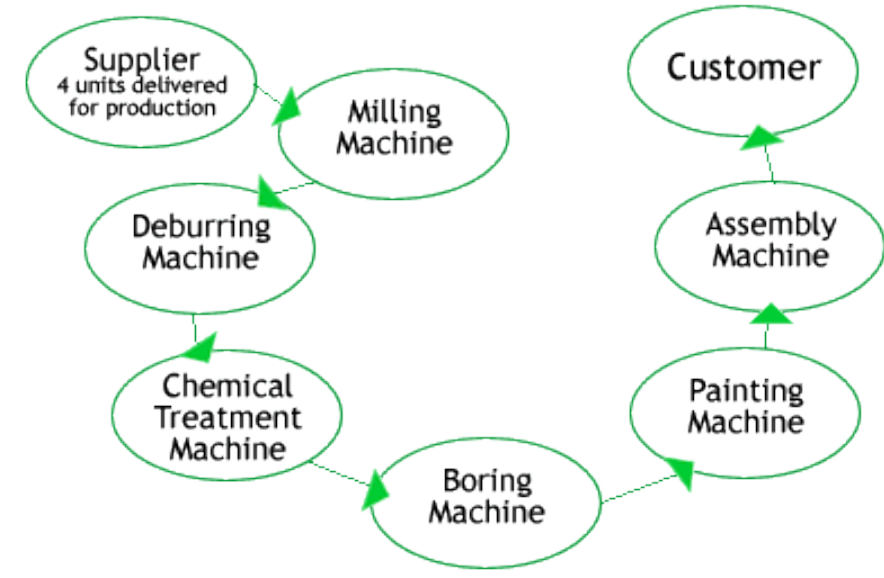 Supplier
4 units delivered
for production
Milling
Machine
Deburring
Machine
Chemical
Treatment
Machine
Boring
Machine
Painting
Machine
Assembly
Machine
Customer